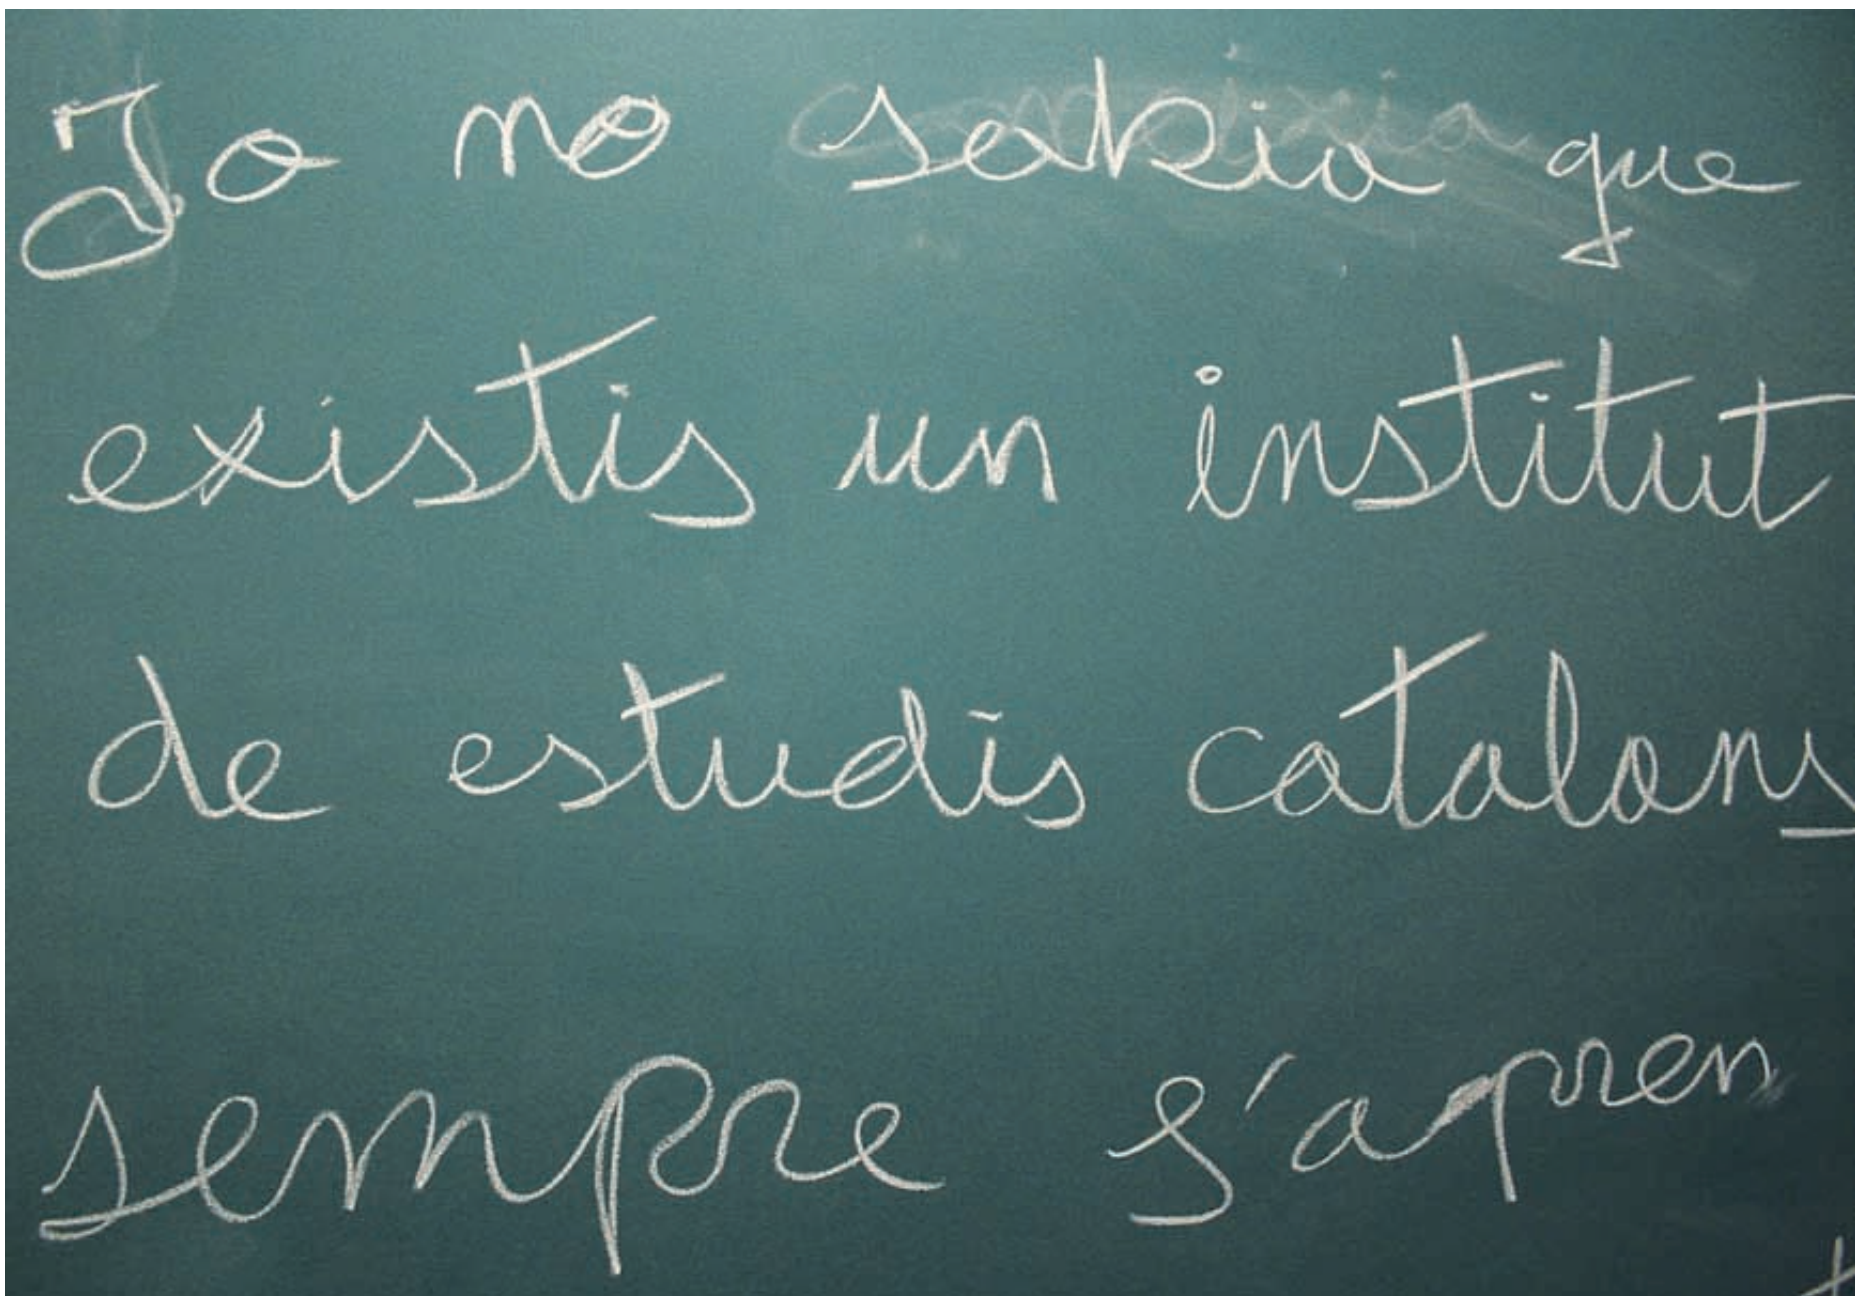 Jo no sabia que
existis un institut
de estudis catalans
sempre s'apren